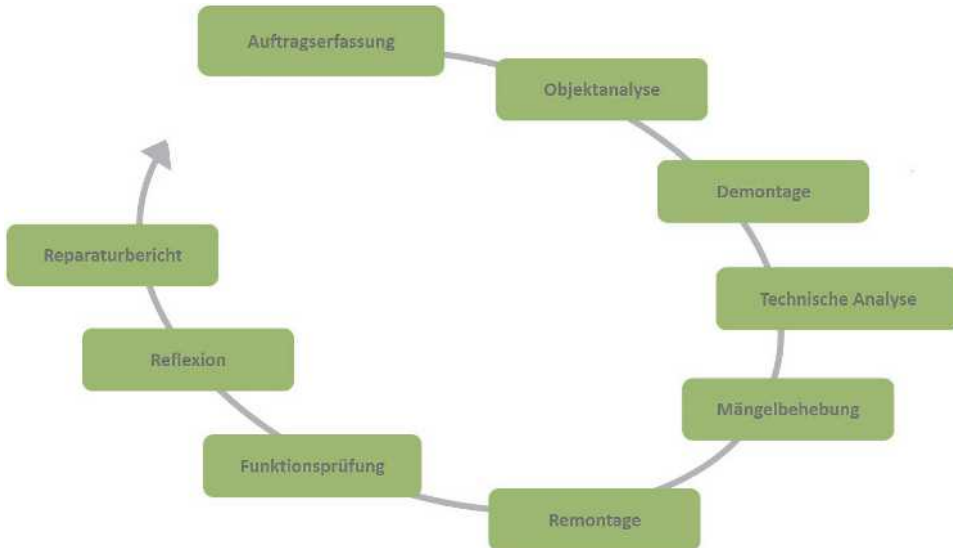 Auftragserfassung
Objektanalyse
Demontage
Technische Analyse
Mängelbehebung
Remontage
Funktionsprüfung
Reflexion
Reparaturbericht